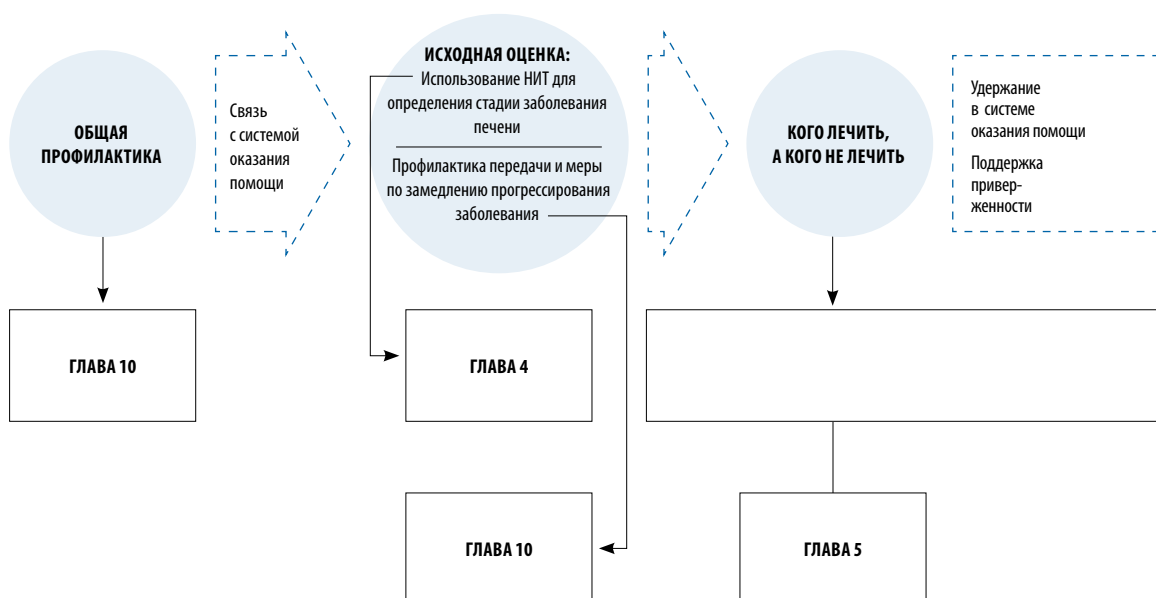 ОБЩАЯ
ПРОФИЛАКТИКА
Связь
с системой
оказания
помощи
ИСХОДНАЯ ОЦЕНКА:
Использование НИТ для
определения стадии заболевания
печени
Профилактика передачи и меры
по замедлению прогрессирования
заболевания
КОГО ЛЕЧИТЬ,
А КОГО НЕ ЛЕЧИТЬ
Удержание
в системе
оказания помощи
Поддержка
привер-
женности
ГЛАВА 10
ГЛАВА 4
ГЛАВА 10
ГЛАВА 5